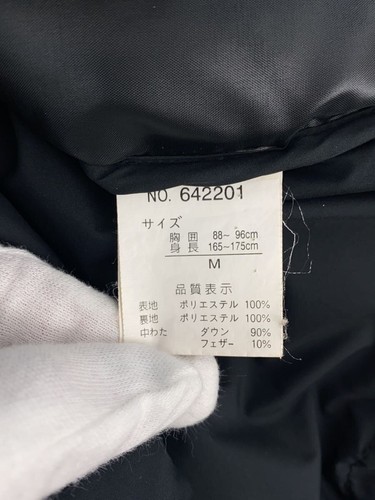 NO. 642201
サイズ
胸囲 88~ 96cm
身長 165~175cm
M
品質表示
表地 ポリエステル 100%
裏地 ポリエステル 100%
中わた ダウン 90%
フェザー 10%